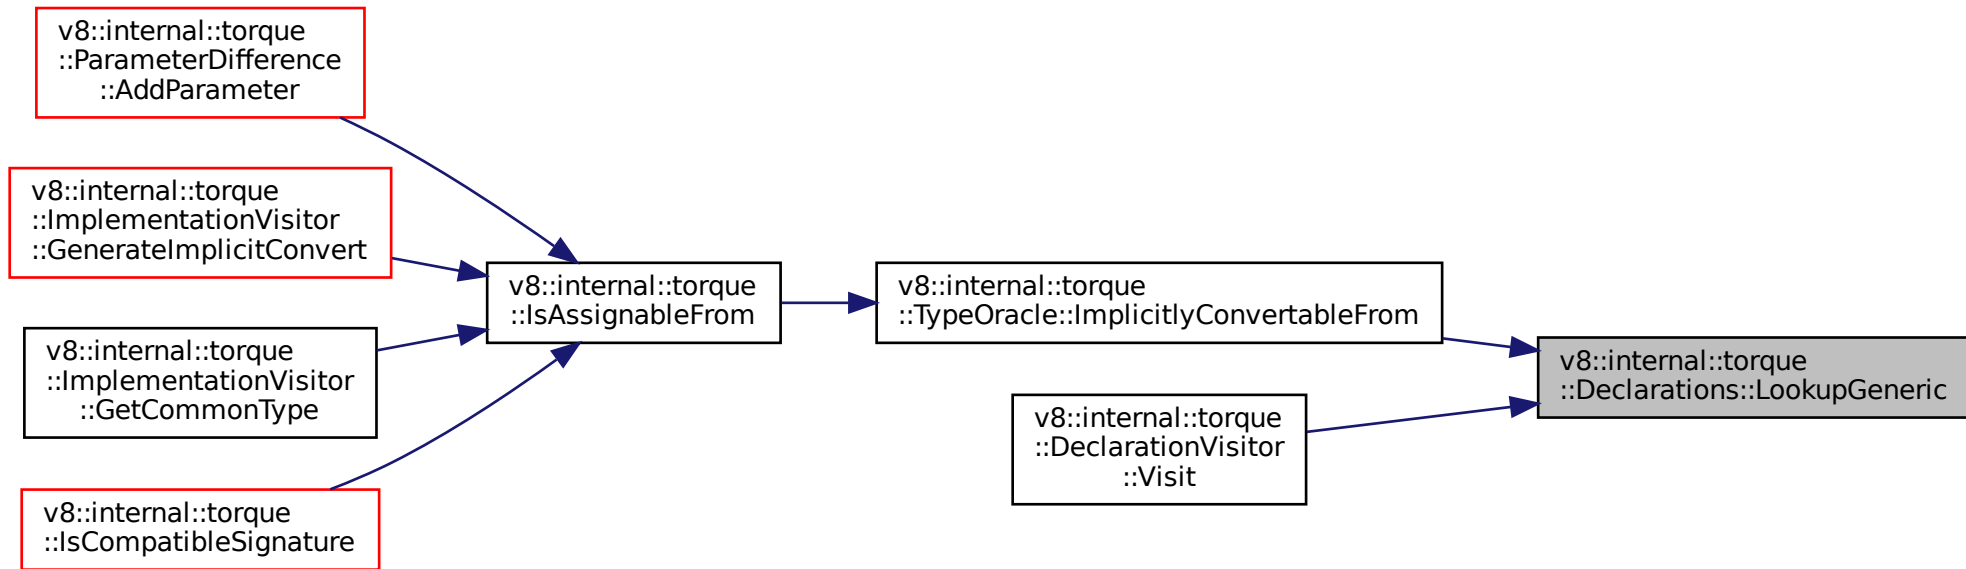 v8::internal::torque
::ParameterDifference
::AddParameter
v8::internal::torque
::ImplementationVisitor
::GenerateImplicitConvert
v8::internal::torque
::ImplementationVisitor
::GetCommonType
v8::internal::torque
::IsCompatibleSignature
v8::internal::torque
::IsAssignableFrom
v8::internal::torque
::TypeOracle::ImplicitlyConvertableFrom
v8::internal::torque
::DeclarationVisitor
::Visit
v8::internal::torque
::Declarations::LookupGeneric